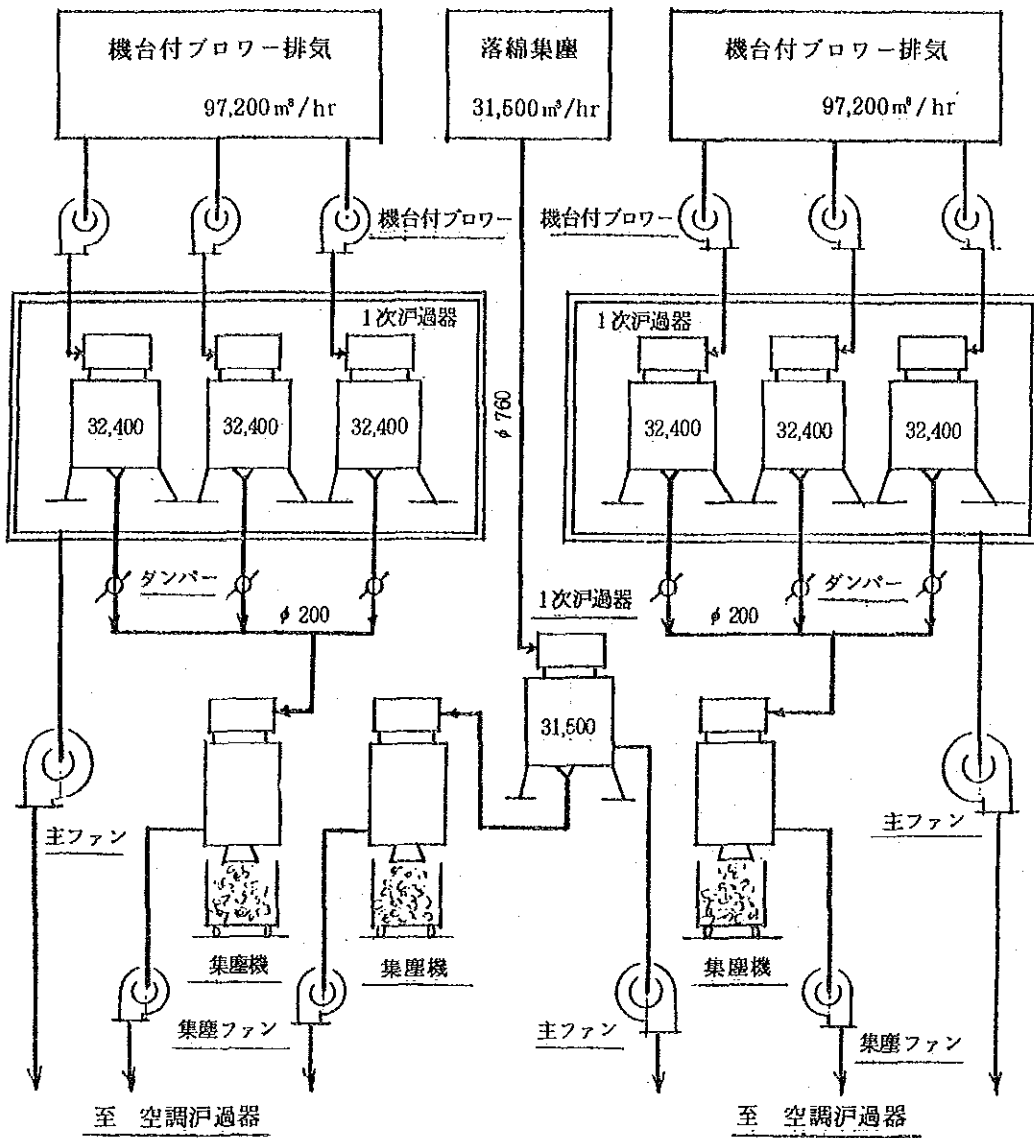 機台付ブロワー排気
97,200m³/hr
落綿集塵
31,500m³/hr
機台付ブロワー排気
97,200m³/hr
機台付ブロワー
機台付ブロワー
1次沪過器
1次沪過器
32,400
32,400
32,400
φ760
32,400
32,400
32,400
ダンパー
φ200
1次沪過器
ダンパー
φ200
31,500
主ファン
主ファン
集塵機
集塵機
集塵機
集塵ファン
主ファン
集塵ファン
至 空調沪過器
至 空調沪過器